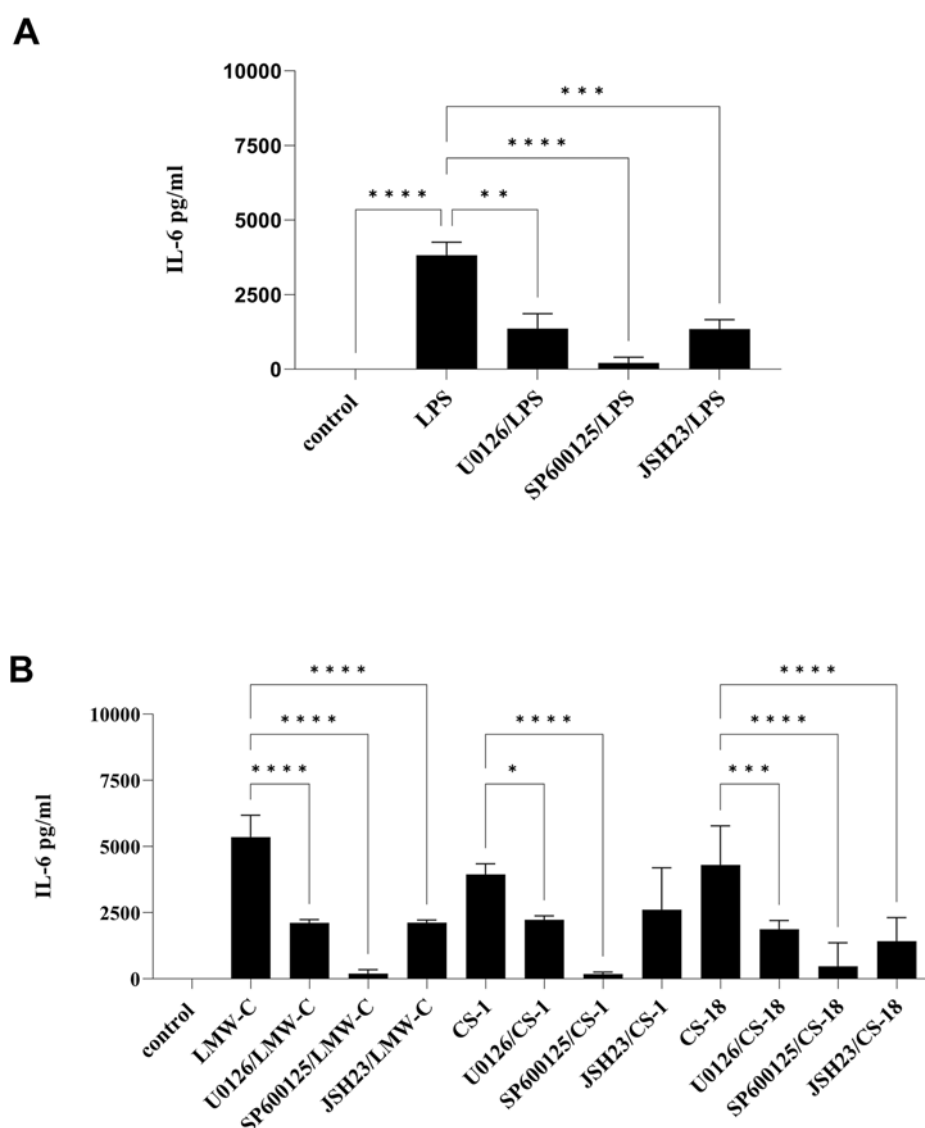 A
10000
7500
5000
2500
0
IL-6 pg/ml
* * *
* * * *
* * * *
* *
control
LPS
U0126/LPS
SP600125/LPS
JSH23/LPS
B
10000
7500
5000
2500
0
IL-6 pg/ml
* * * *
* * * *
* * * *
* * * *
*
* * * *
* * * *
* * *
control
LMW-C
U0126/LMW-C
SP600125/LMW-C
JSH23/LMW-C
CS-1
U0126/CS-1
SP600125/CS-1
JSH23/CS-1
CS-18
U0126/CS-18
SP600125/CS-18
JSH23/CS-18